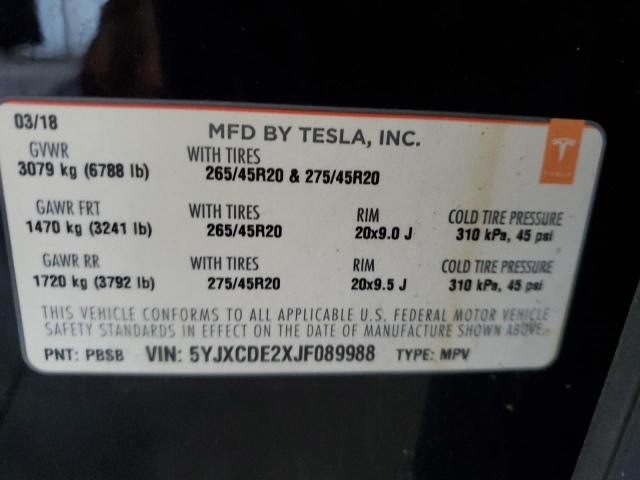 03/18
MFD BY TESLA, INC.
GVWR WITH TIRES
3079 kg (6788 lb) 265/45R20 & 275/45R20
GAWR FRT WITH TIRES RIM COLD TIRE PRESSURE
1470 kg (3241 lb) 265/45R20 20x9.0 J 310 kPa, 45 psi
GAWR RR WITH TIRES RIM COLD TIRE PRESSURE
1720 kg (3792 lb) 275/45R20 20x9.5 J 310 kPa, 45 psi
THIS VEHICLE CONFORMS TO ALL APPLICABLE U.S. FEDERAL MOTOR VEHICLE
SAFETY STANDARDS IN EFFECT ON THE DATE OF MANUFACTURE SHOWN ABOVE.
PNT: PBSB VIN: 5YJXCDE2XJF089988 TYPE: MPV
TESLA